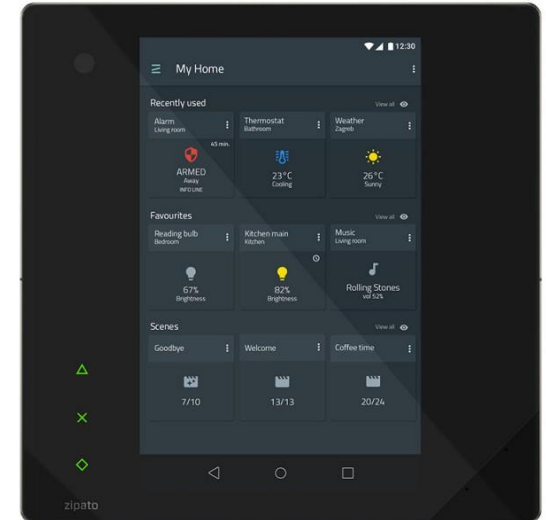 12:30
My Home
Recently used
View all
Alarm
Living room
Thermostat
Bathroom
Weather
Zagreb
45 min.
ARMED
Away
INFO LINE
23°C
Cooling
26°C
Sunny
Favourites
View all
Reading bulb
Bedroom
Kitchen main
Kitchen
Music
Living room
67%
Brightness
82%
Brightness
Rolling Stones
vol 52%
Scenes
View all
Goodbye
Welcome
Coffee time
7/10
13/13
20/24
zipato